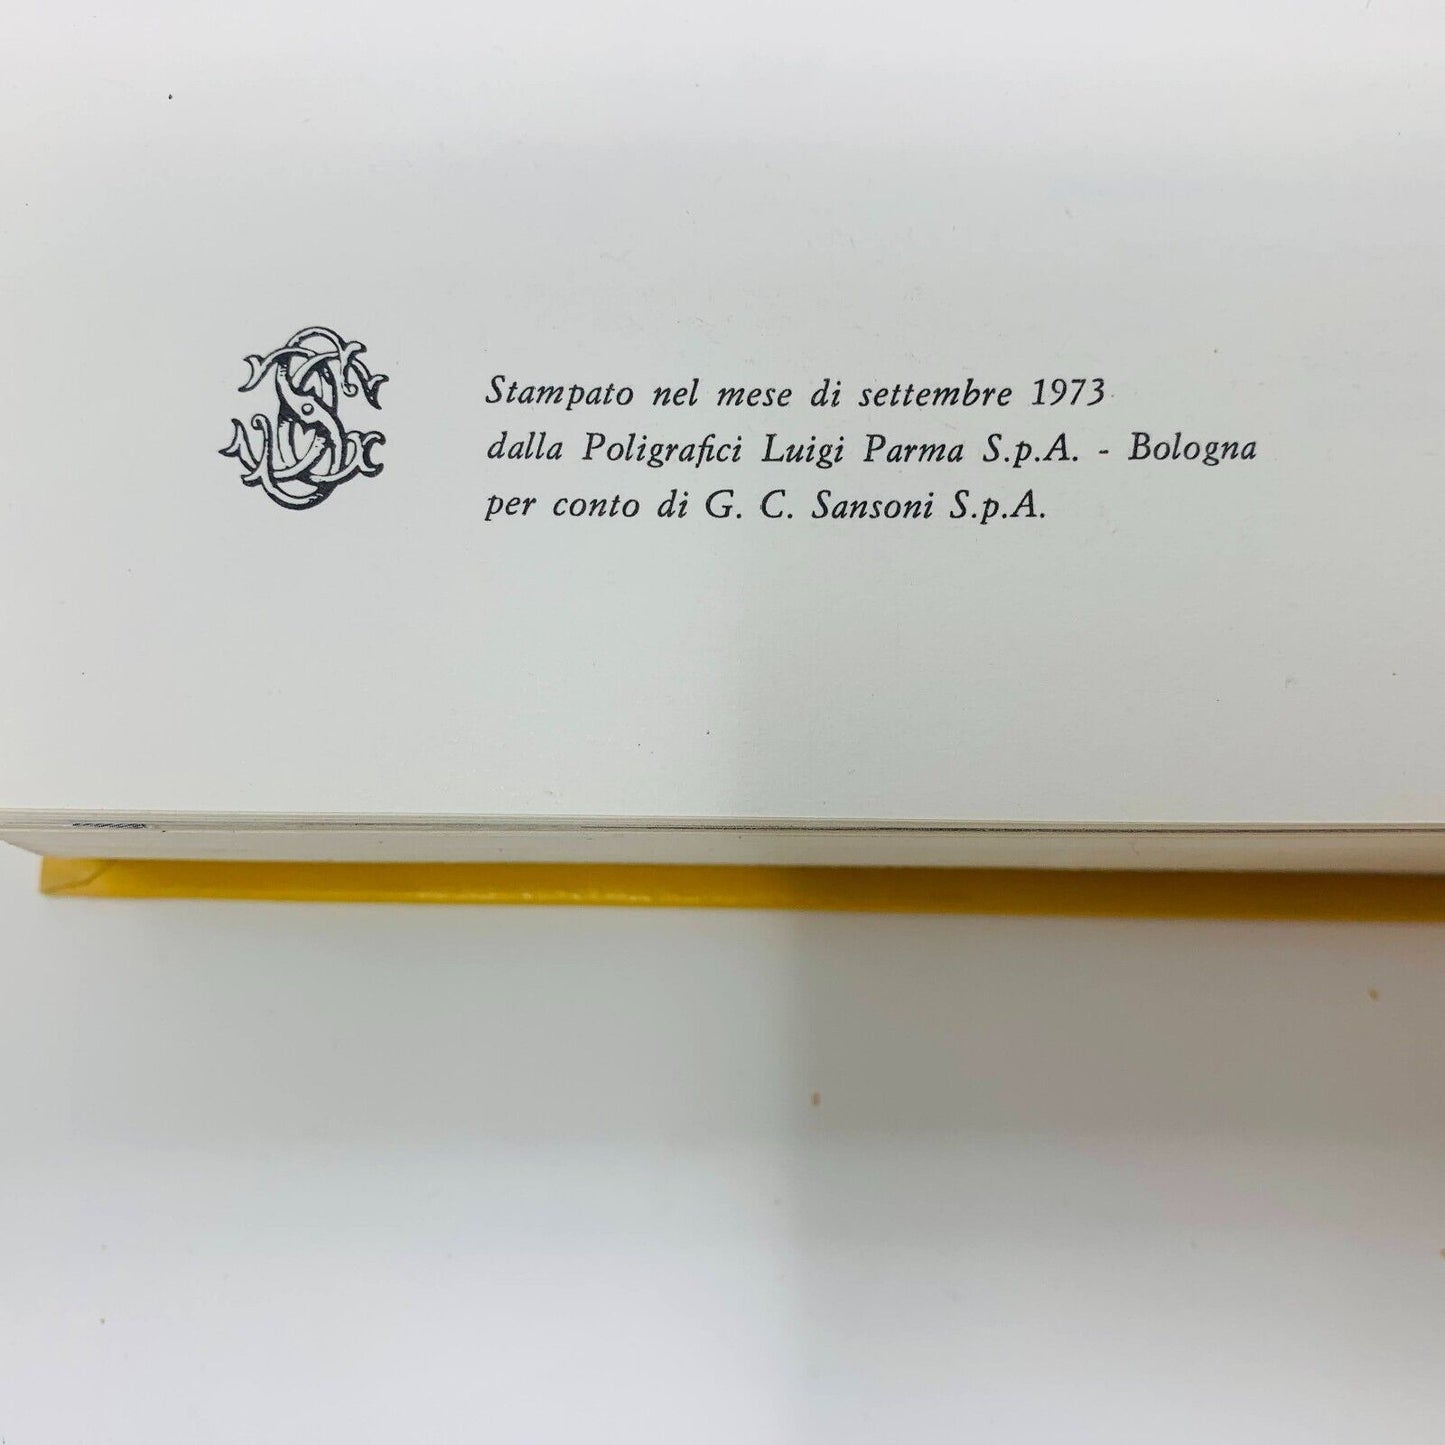 Stampato nel mese di settembre 1973
dalla Poligrafici Luigi Parma S.p.A. - Bologna
per conto di G. C. Sansoni S.p.A.